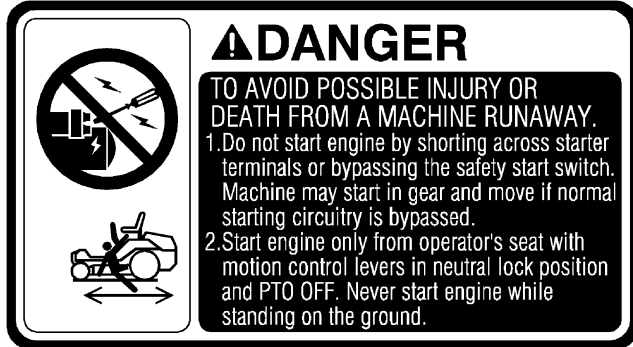 DANGER
TO AVOID POSSIBLE INJURY OR
DEATH FROM A MACHINE RUNAWAY.
1.Do not start engine by shorting across starter
terminals or bypassing the safety start switch.
Machine may start in gear and move if normal
starting circuitry is bypassed.
2.Start engine only from operator's seat with
motion control levers in neutral lock position
and PTO OFF. Never start engine while
standing on the ground.